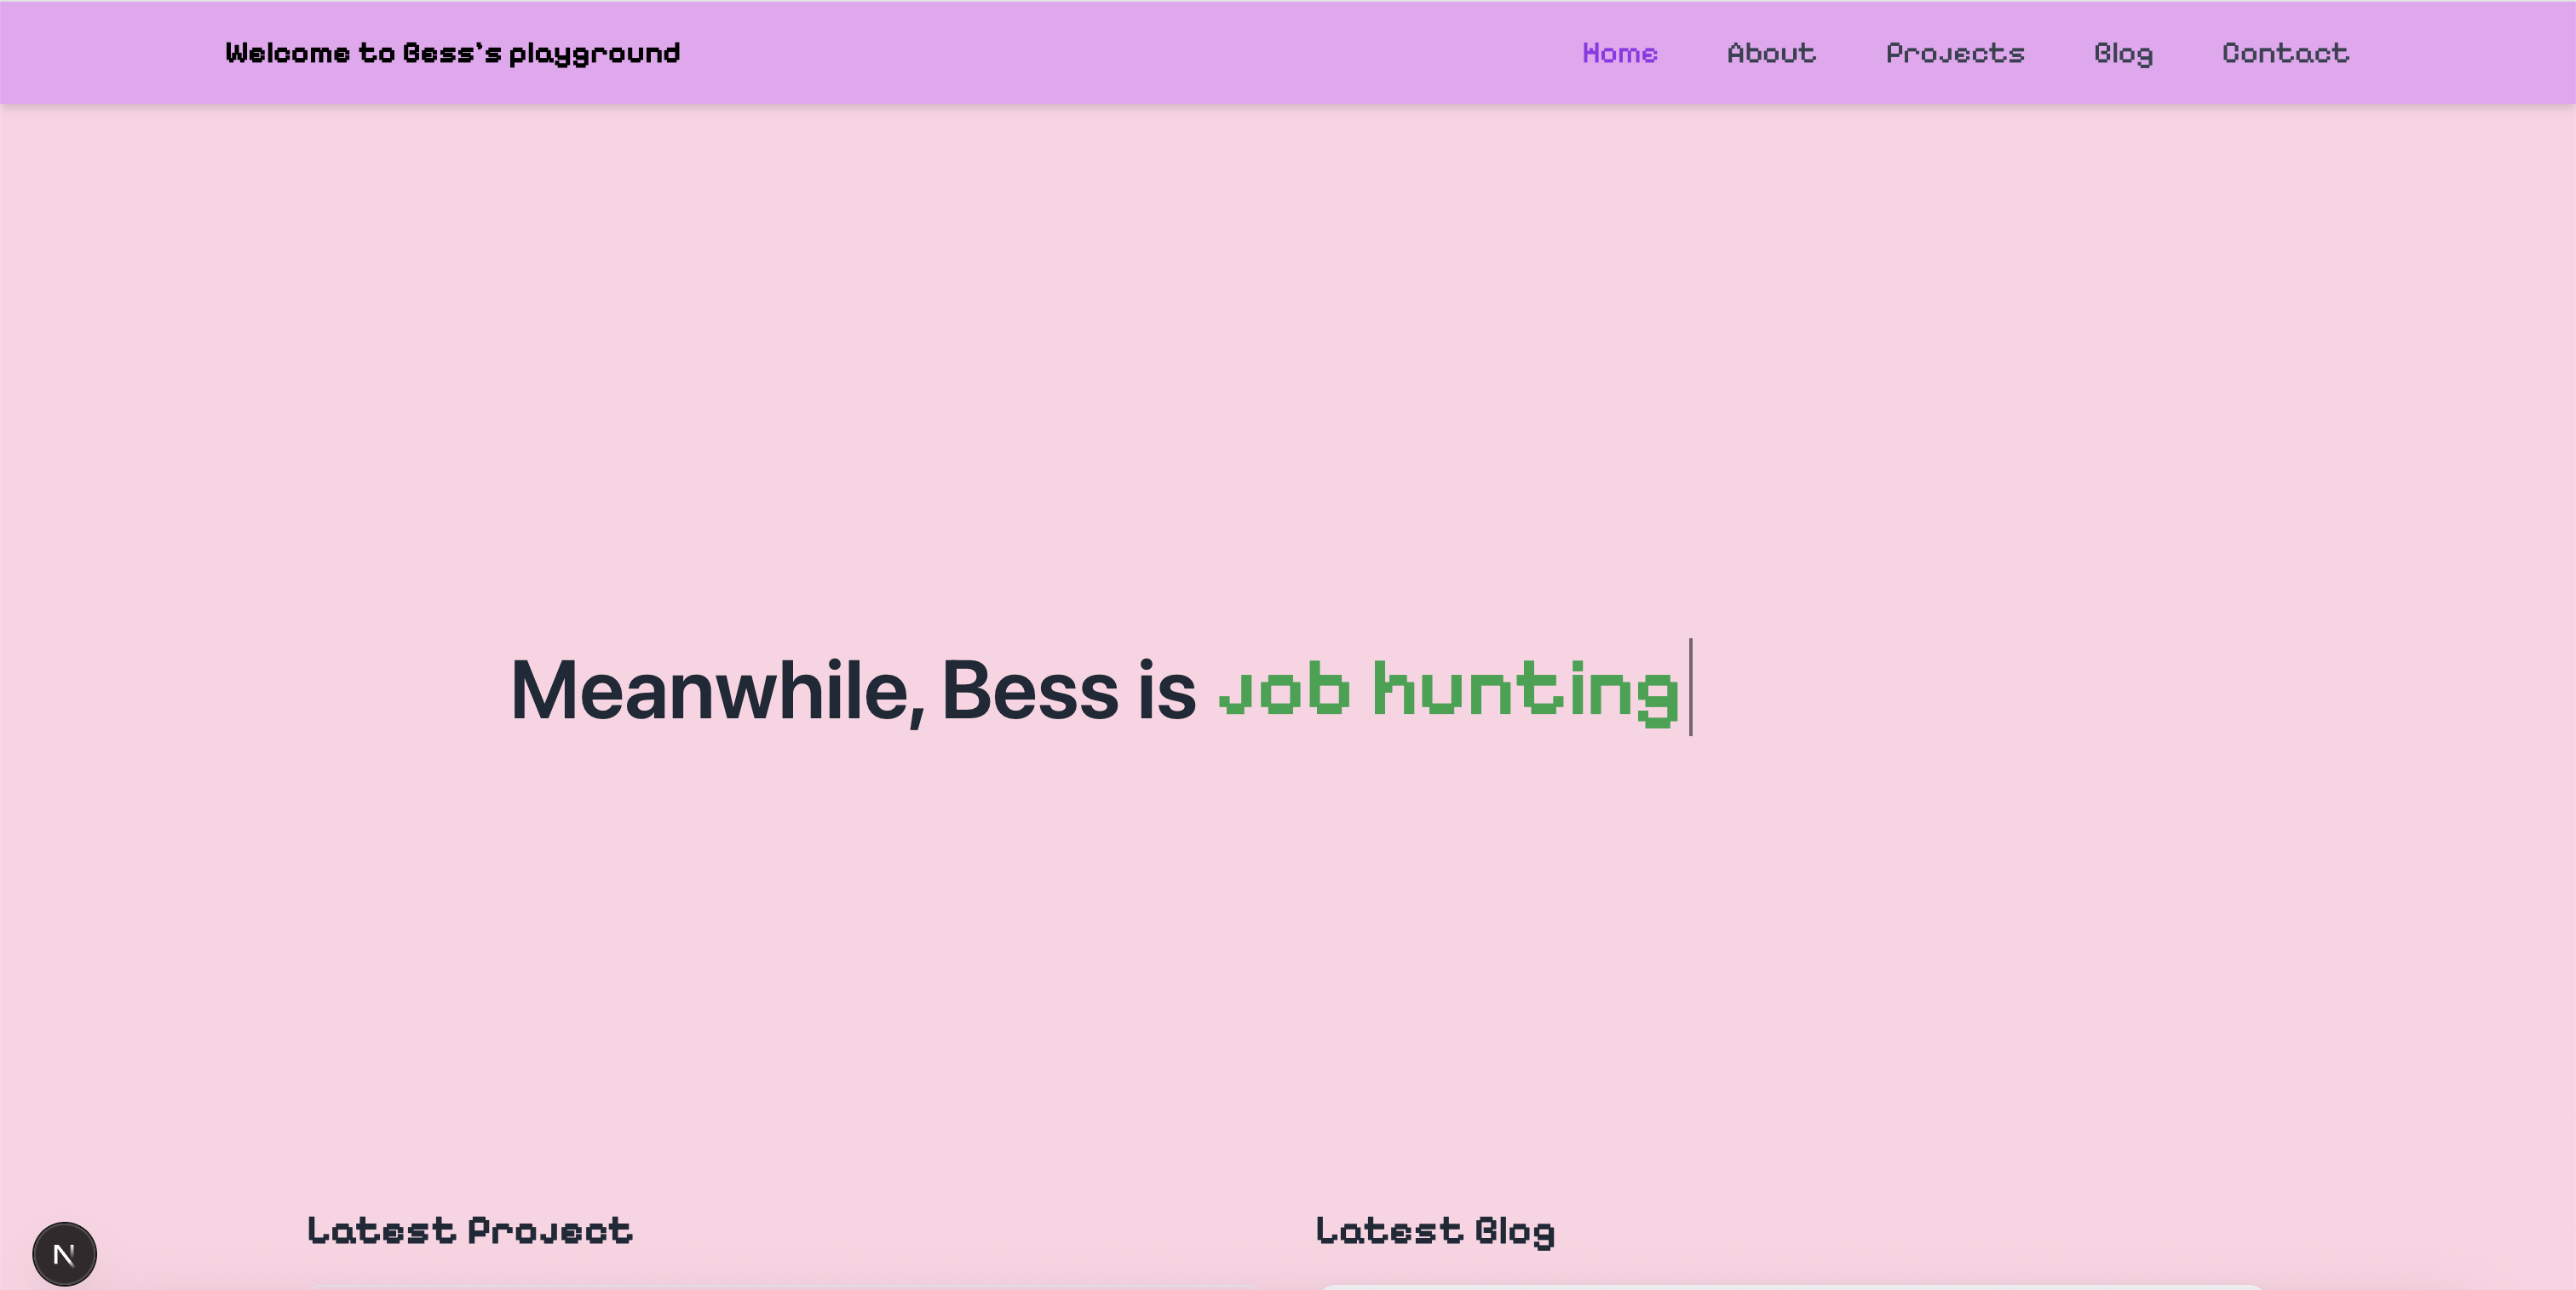 Welcome to Bess's playground
Home About Projects Blog Contact
Meanwhile, Bess is job hunting
Latest Project
Latest Blog
N